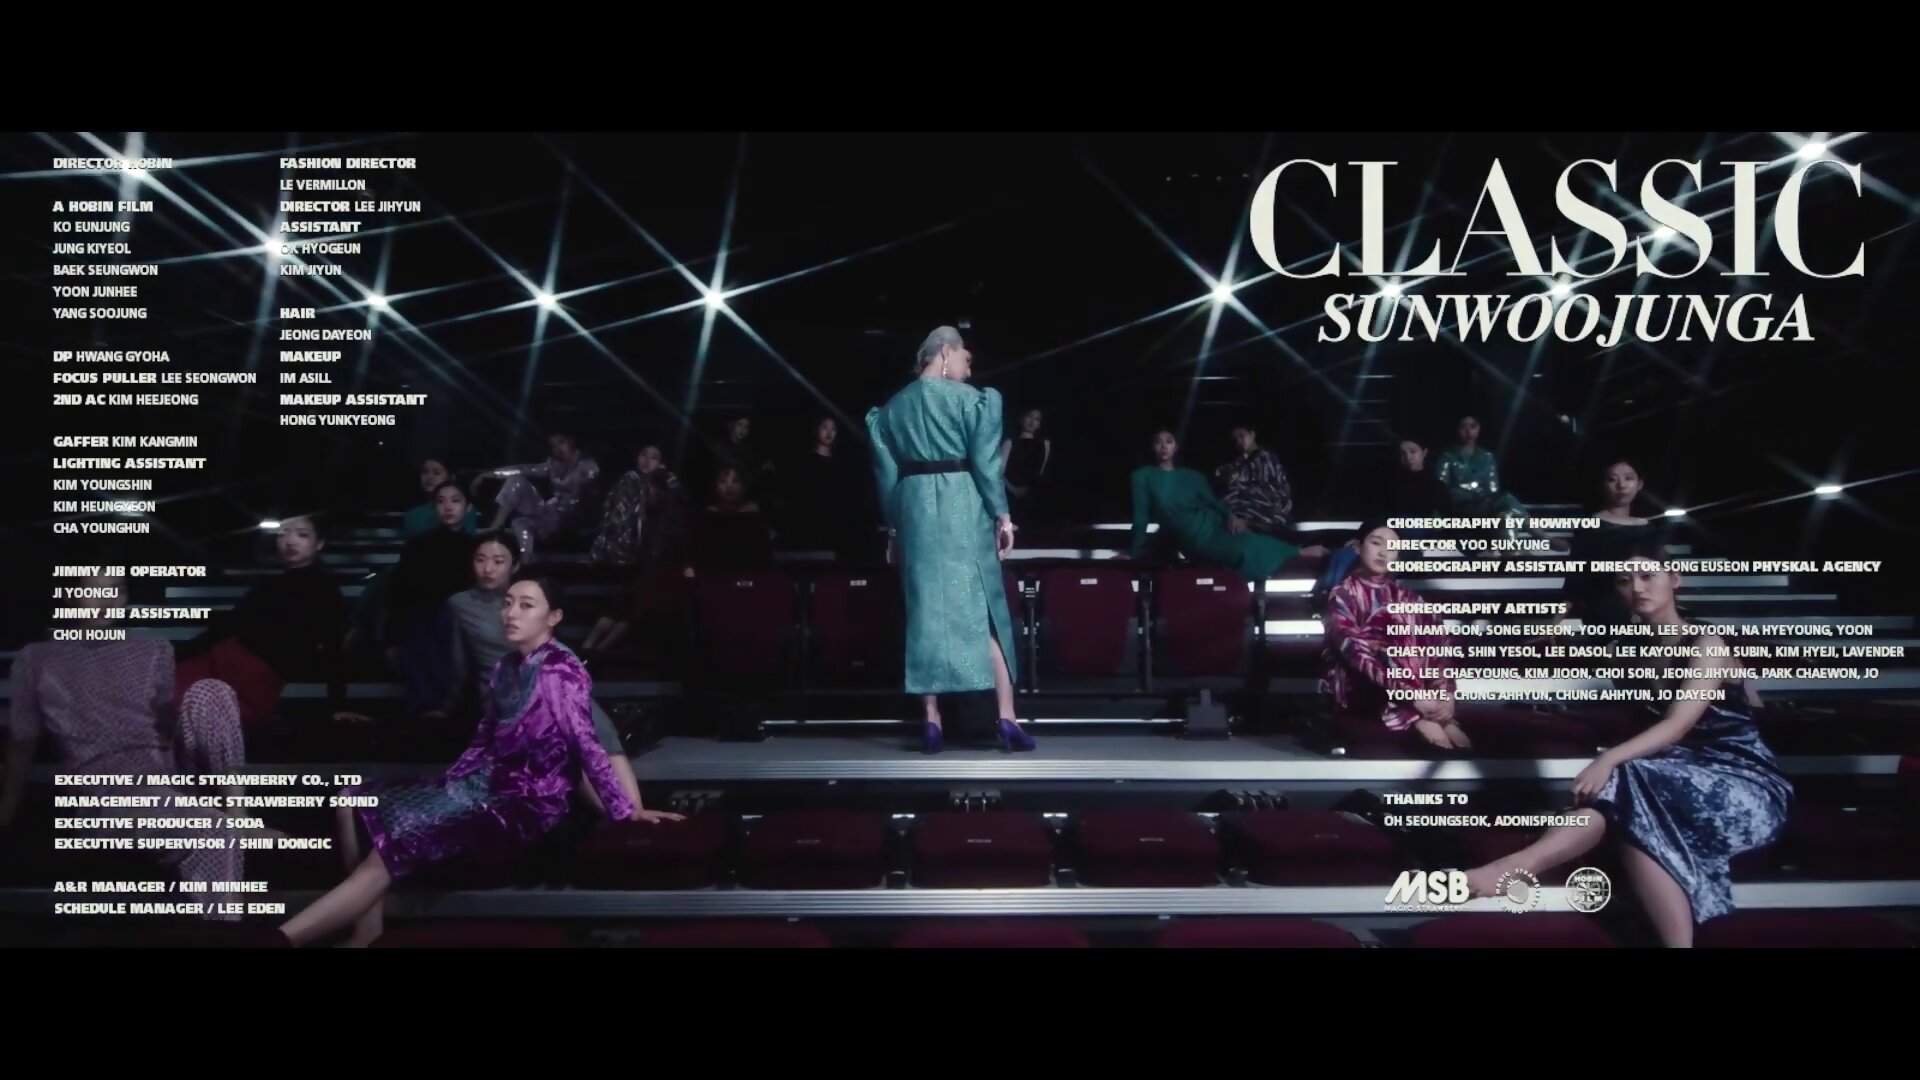 DIRECTOR HOBIN
A HOBIN FILM
KO EUNJUNG
JUNG KIYEOL
BAEK SEUNGWON
YOON JUNHEE
YANG SOOJUNG
DP HWANG GYOHA
FOCUS PULLER LEE SEONGWON
2ND AC KIM HEEJEONG
GAFFER KIM KANGMIN
LIGHTING ASSISTANT
KIM YOUNGSHIN
KIM HEUNGYEON
CHA YOUNGHUN
JIMMY JIB OPERATOR
JI YOONGU
JIMMY JIB ASSISTANT
CHOI HOJUN
EXECUTIVE / MAGIC STRAWBERRY CO., LTD
MANAGEMENT / MAGIC STRAWBERRY SOUND
EXECUTIVE PRODUCER / SODA
EXECUTIVE SUPERVISOR / SHIN DONGIC
A&R MANAGER / KIM MINHEE
SCHEDULE MANAGER / LEE EDEN
FASHION DIRECTOR
LE VERMILLON
DIRECTOR LEE JIHYUN
ASSISTANT
HYOGEUN
KIM JIYUN
HAIR
JEONG DAYEON
MAKEUP
IM ASILL
MAKEUP ASSISTANT
HONG YUNKYEONG
CLASSIC
SUNWOOJUNGA
CHOREOGRAPHY BY HOWHYOU
DIRECTOR YOO SUKYUNG
CHOREOGRAPHY ASSISTANT DIRECTOR SONG EUSEON PHYSKAL AGENCY
CHOREOGRAPHY ARTISTS
KIM NAMYOON, SONG EUSEON, YOO HAEUN, LEE SOYOON, NA HYEYOUNG, YOON
CHAEYOUNG, SHIN YESOL, LEE DASOL, LEE KAYOUNG, KIM SUBIN, KIM HYEJI, LAVENDER
HEO, LEE CHAEYOUNG, KIM JIOON, CHOI SORI, JEONG JIHYUNG, PARK CHAEWON, JO
YOONHYE, CHUNG AHHYUN, CHUNG AHHYUN, JO DAYEON
THANKS TO
OH SEOUNGSEOK, ADONISPROJECT
MSB
HOBIN
FILM